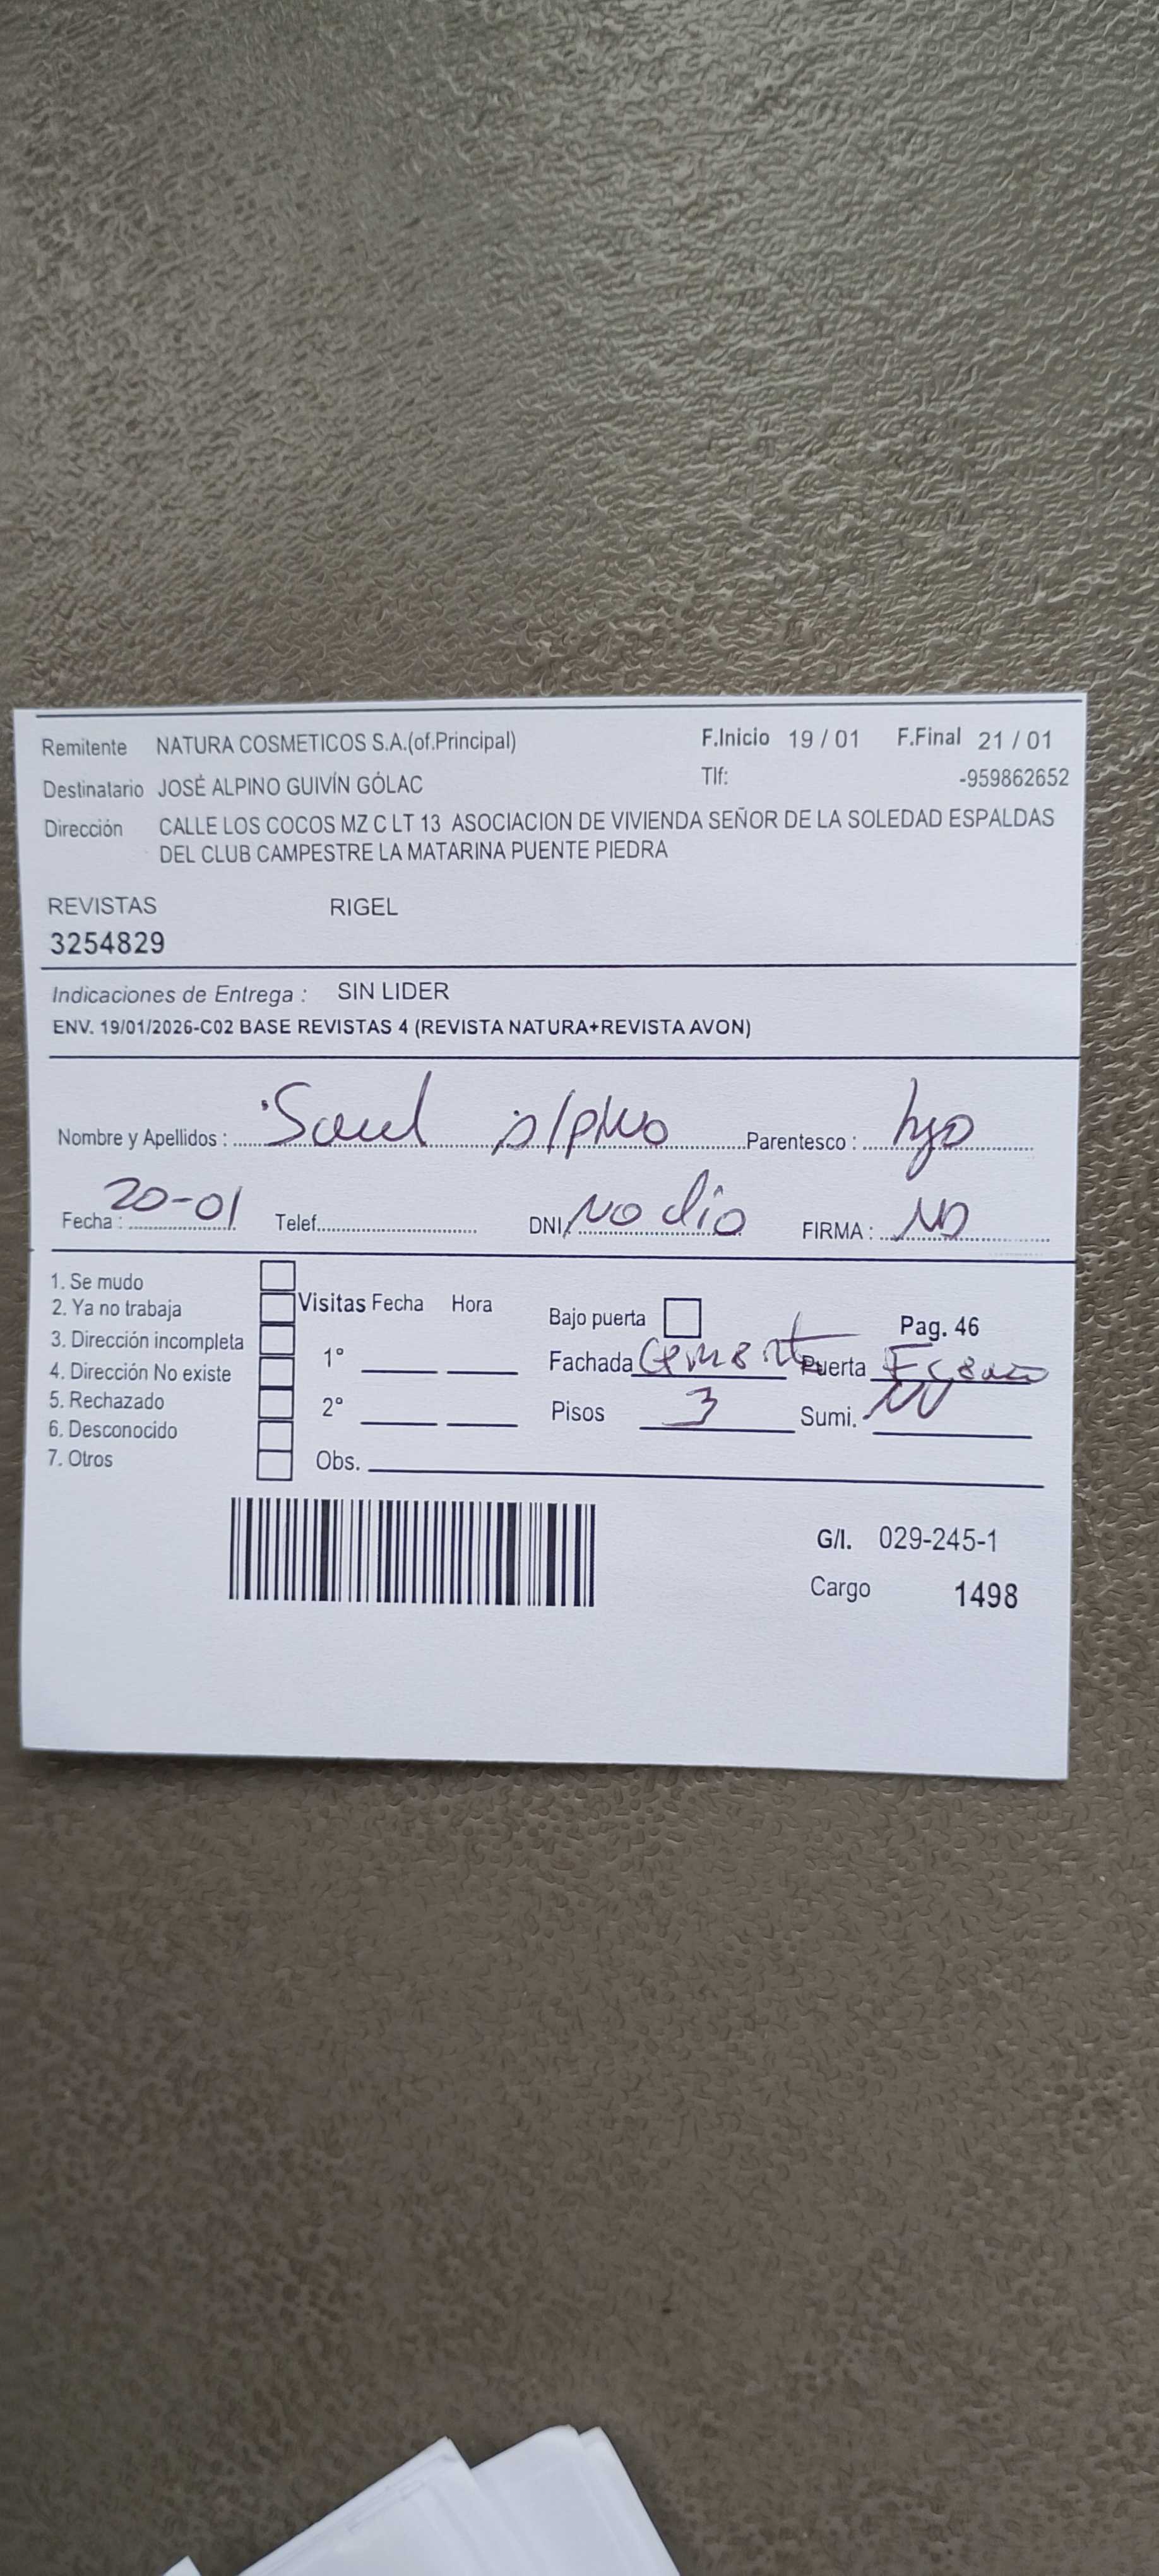 Remitente NATURA COSMETICOS S.A.(of.Principal) F.Inicio 19 / 01 F.Final 21 / 01
Destinatario JOSÉ ALPINO GUIVÍN GÓLAC Tlf: -959862652
Dirección CALLE LOS COCOS MZ C LT 13 ASOCIACION DE VIVIENDA SEÑOR DE LA SOLEDAD ESPALDAS
DEL CLUB CAMPESTRE LA MATARINA PUENTE PIEDRA
REVISTAS RIGEL
3254829
Indicaciones de Entrega : SIN LIDER
ENV. 19/01/2026-C02 BASE REVISTAS 4 (REVISTA NATURA+REVISTA AVON)
Nombre y Apellidos : Saul alpino Parentesco : hijo
Fecha : 20-01 Telef. DNI. No dio FIRMA : NO
1. Se mudo
2. Ya no trabaja Visitas Fecha Hora Bajo puerta Pag. 46
3. Dirección incompleta 1° Fachada Cement Puerta
4. Dirección No existe
5. Rechazado 2° Pisos 3 Sumi.
6. Desconocido
7. Otros Obs.
G/I. 029-245-1
Cargo 1498